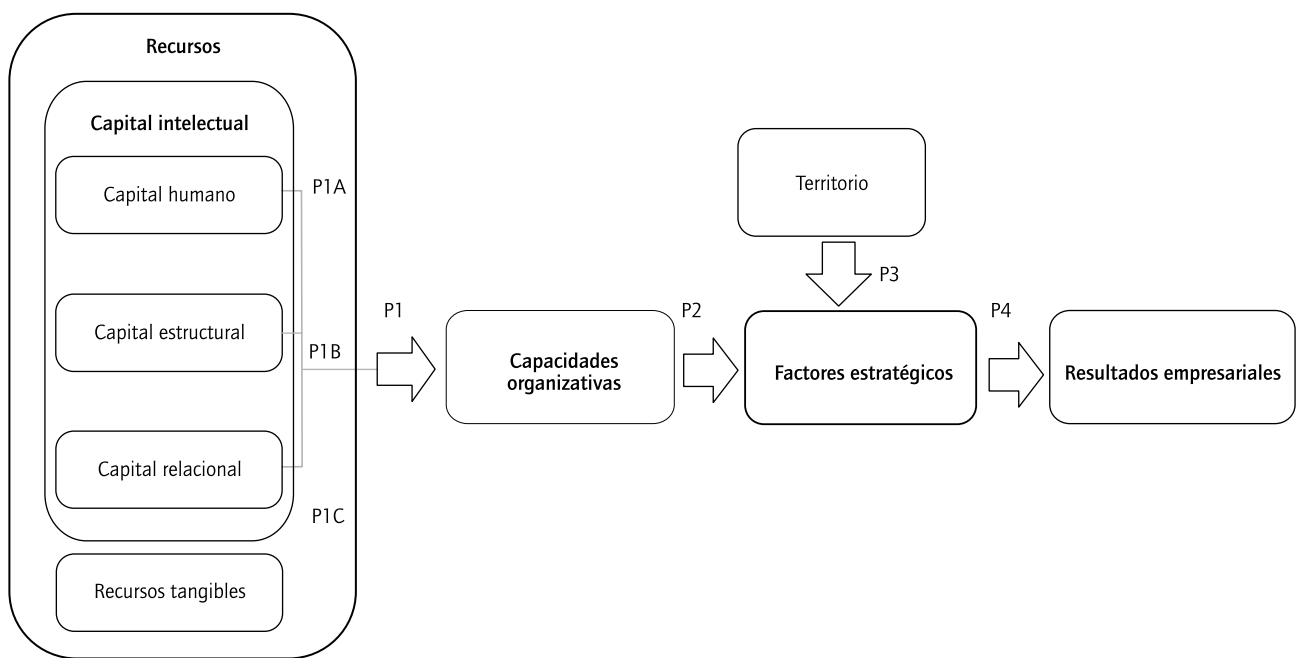 Recursos
Capital intelectual
Capital humano
P1A
Capital estructural
P1B
Capital relacional
P1C
Recursos tangibles
P1
Capacidades
organizativas
P2
Territorio
P3
Factores estratégicos
P4
Resultados empresariales